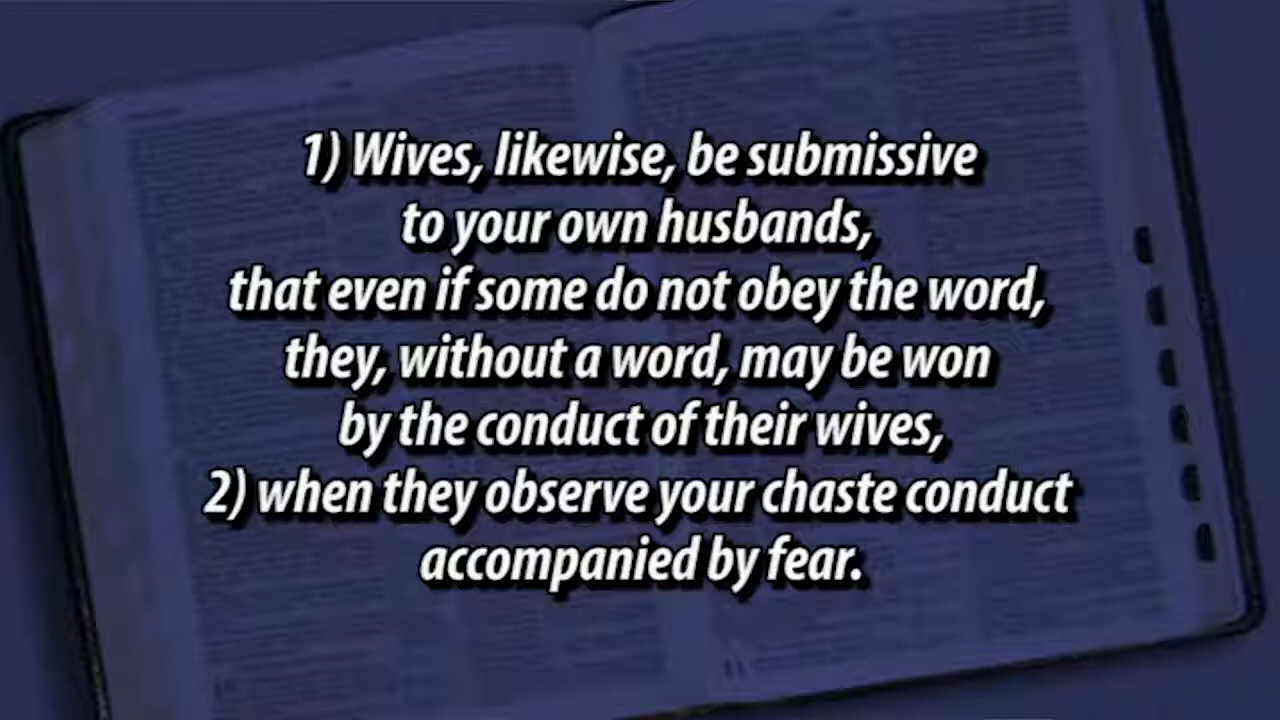 1) Wives, likewise, be submissive
to your own husbands,
that even if some do not obey the word,
they, without a word, may be won
by the conduct of their wives,
2) when they observe your chaste conduct
accompanied by fear.